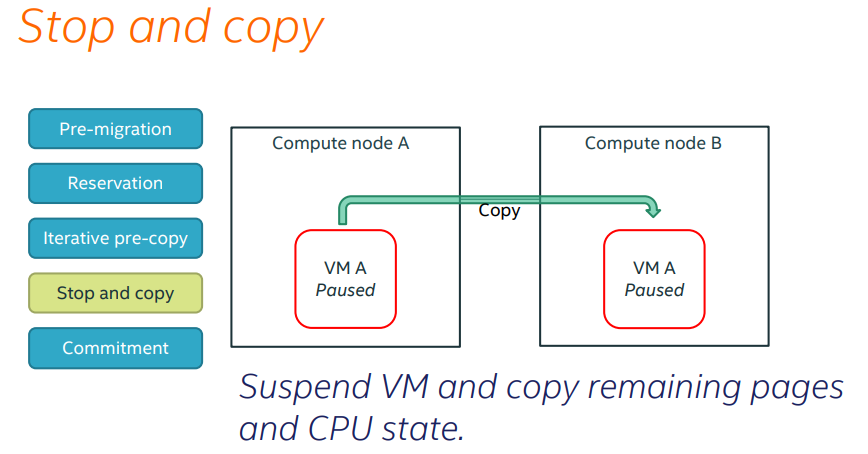 Stop and copy
Pre-migration
Reservation
Iterative pre-copy
Stop and copy
Commitment
Compute node A
Compute node B
Copy
VM A
Paused
VM A
Paused
Suspend VM and copy remaining pages
and CPU state.